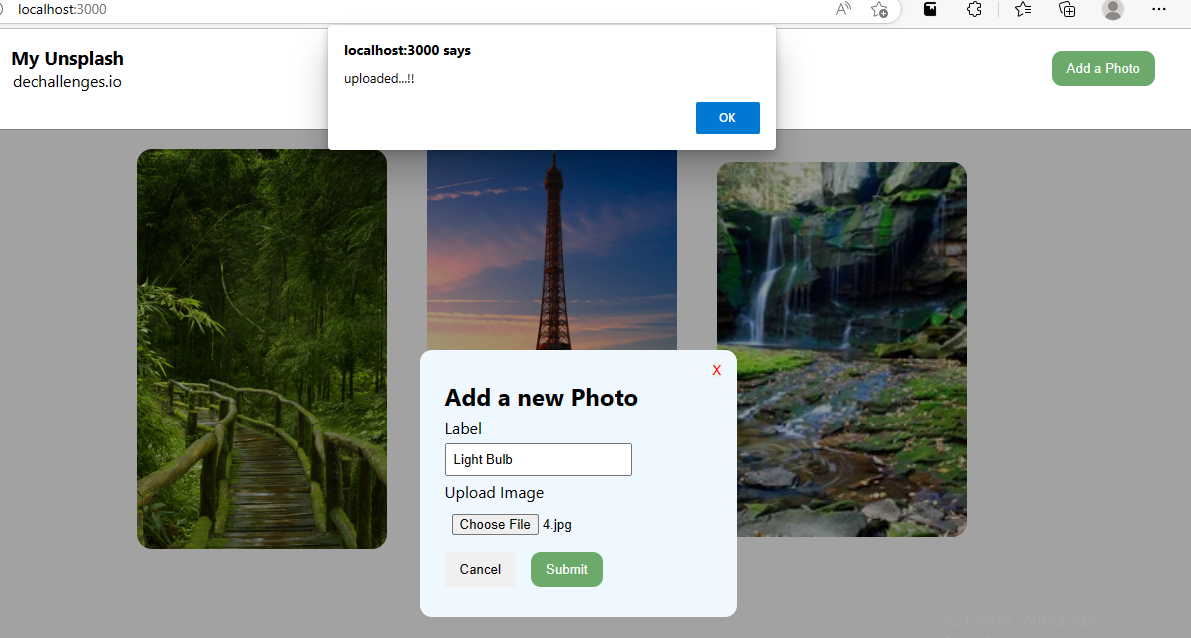 localhost:3000
localhost:3000 says
uploaded...!!
OK
My Unsplash
dechallenges.io
Add a Photo
X
Add a new Photo
Label
Light Bulb
Upload Image
Choose File 4.jpg
Cancel Submit
Activate Windows